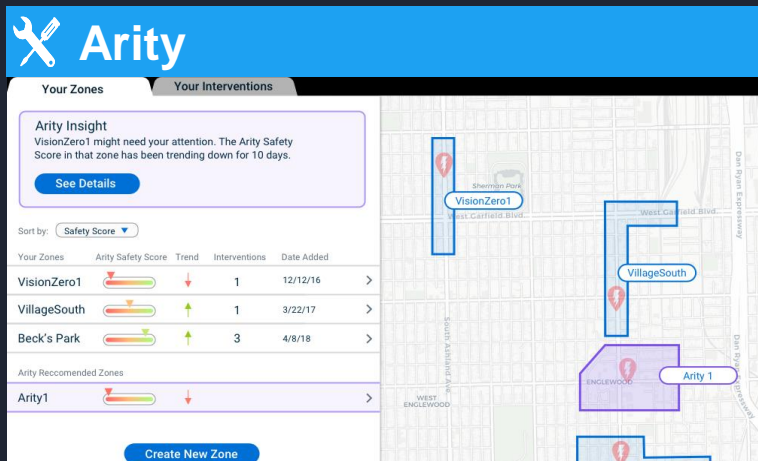 Arity
Your Zones
Your Interventions
Arity Insight
VisionZero1 might need your attention. The Arity Safety
Score in that zone has been trending down for 10 days.
See Details
Sort by: Safety Score
Your Zones Arity Safety Score Trend Interventions Date Added
VisionZero1 1 12/12/16
VillageSouth 1 3/22/17
Beck's Park 3 4/8/18
Arity Reccomended Zones
Arity1
Create New Zone
Sherman Park
VisionZero1
West Garfield Blvd
West Garfield Blvd
Dan Ryan Expressway
VillageSouth
South Ashland Ave
ENGLEWOOD
Arity 1
Dan Ryan Expressway
WEST
ENGLEWOOD